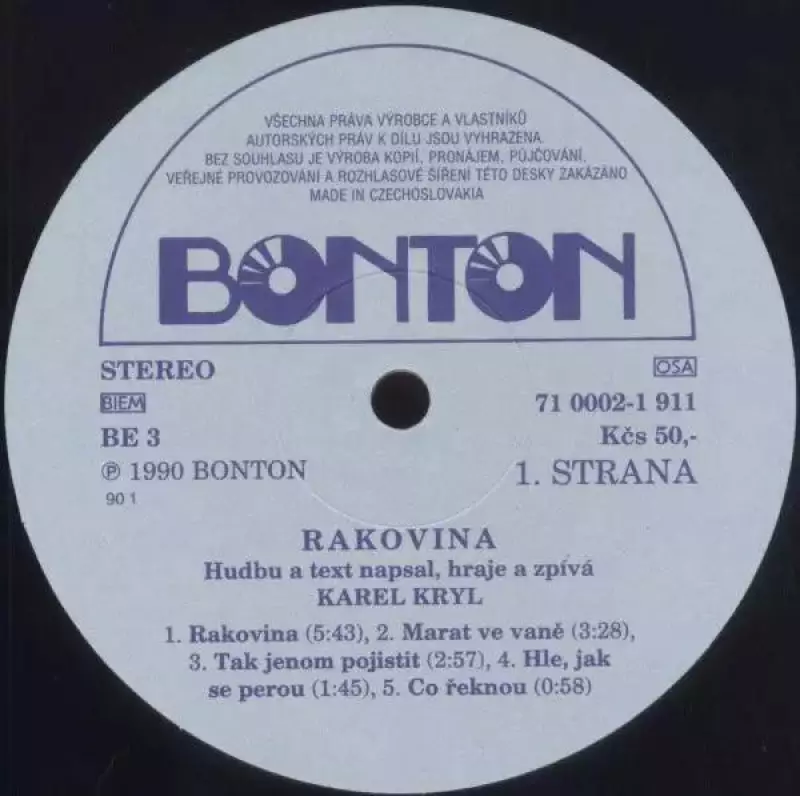 VŠECHNA PRÁVA VÝROBCE A VLASTNÍKŮ
AUTORSKÝCH PRÁV K DÍLU JSOU VYHRAZENA.
BEZ SOUHLASU JE VÝROBA KOPIÍ, PRONÁJEM, PŮJČOVÁNÍ,
VEŘEJNÉ PROVOZOVÁNÍ A ROZHLASOVÉ ŠÍŘENÍ TÉTO DESKY ZAKÁZÁNO
MADE IN CZECHOSLOVAKIA
BONTON
STEREO OSA
BIEM 71 0002-1 911
BE 3 Kčs 50,-
℗ 1990 BONTON 1. STRANA
90 1
RAKOVINA
Hudbu a text napsal, hraje a zpívá
KAREL KRYL
1. Rakovina (5:43), 2. Marat ve vaně (3:28),
3. Tak jenom pojistit (2:57), 4. Hle, jak
se perou (1:45), 5. Co řeknou (0:58)